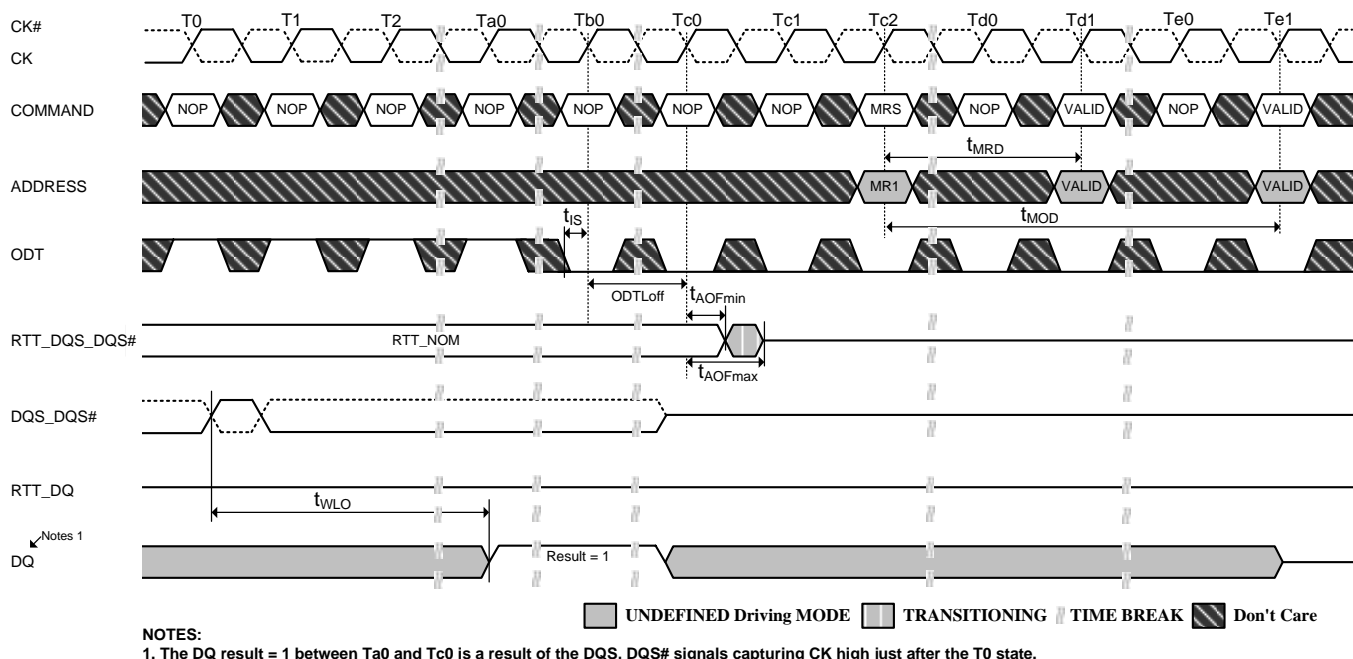 CK#
CK
T0 T1 T2 Ta0 Tb0 Tc0 Tc1 Tc2 Td0 Td1 Te0 Te1
COMMAND
NOP NOP NOP NOP NOP NOP NOP MRS NOP VALID NOP VALID
tMRD
ADDRESS
MR1 VALID VALID
tIS
tMOD
ODT
ODTLoff
tAOFmin
RTT_DQS_DQS#
RTT_NOM
tAOFmax
DQS_DQS#
RTT_DQ
tWLO
Notes 1
DQ
Result = 1
UNDEFINED Driving MODE TRANSITIONING TIME BREAK Don't Care
NOTES:
1. The DQ result = 1 between Ta0 and Tc0 is a result of the DQS, DQS# signals capturing CK high just after the T0 state.